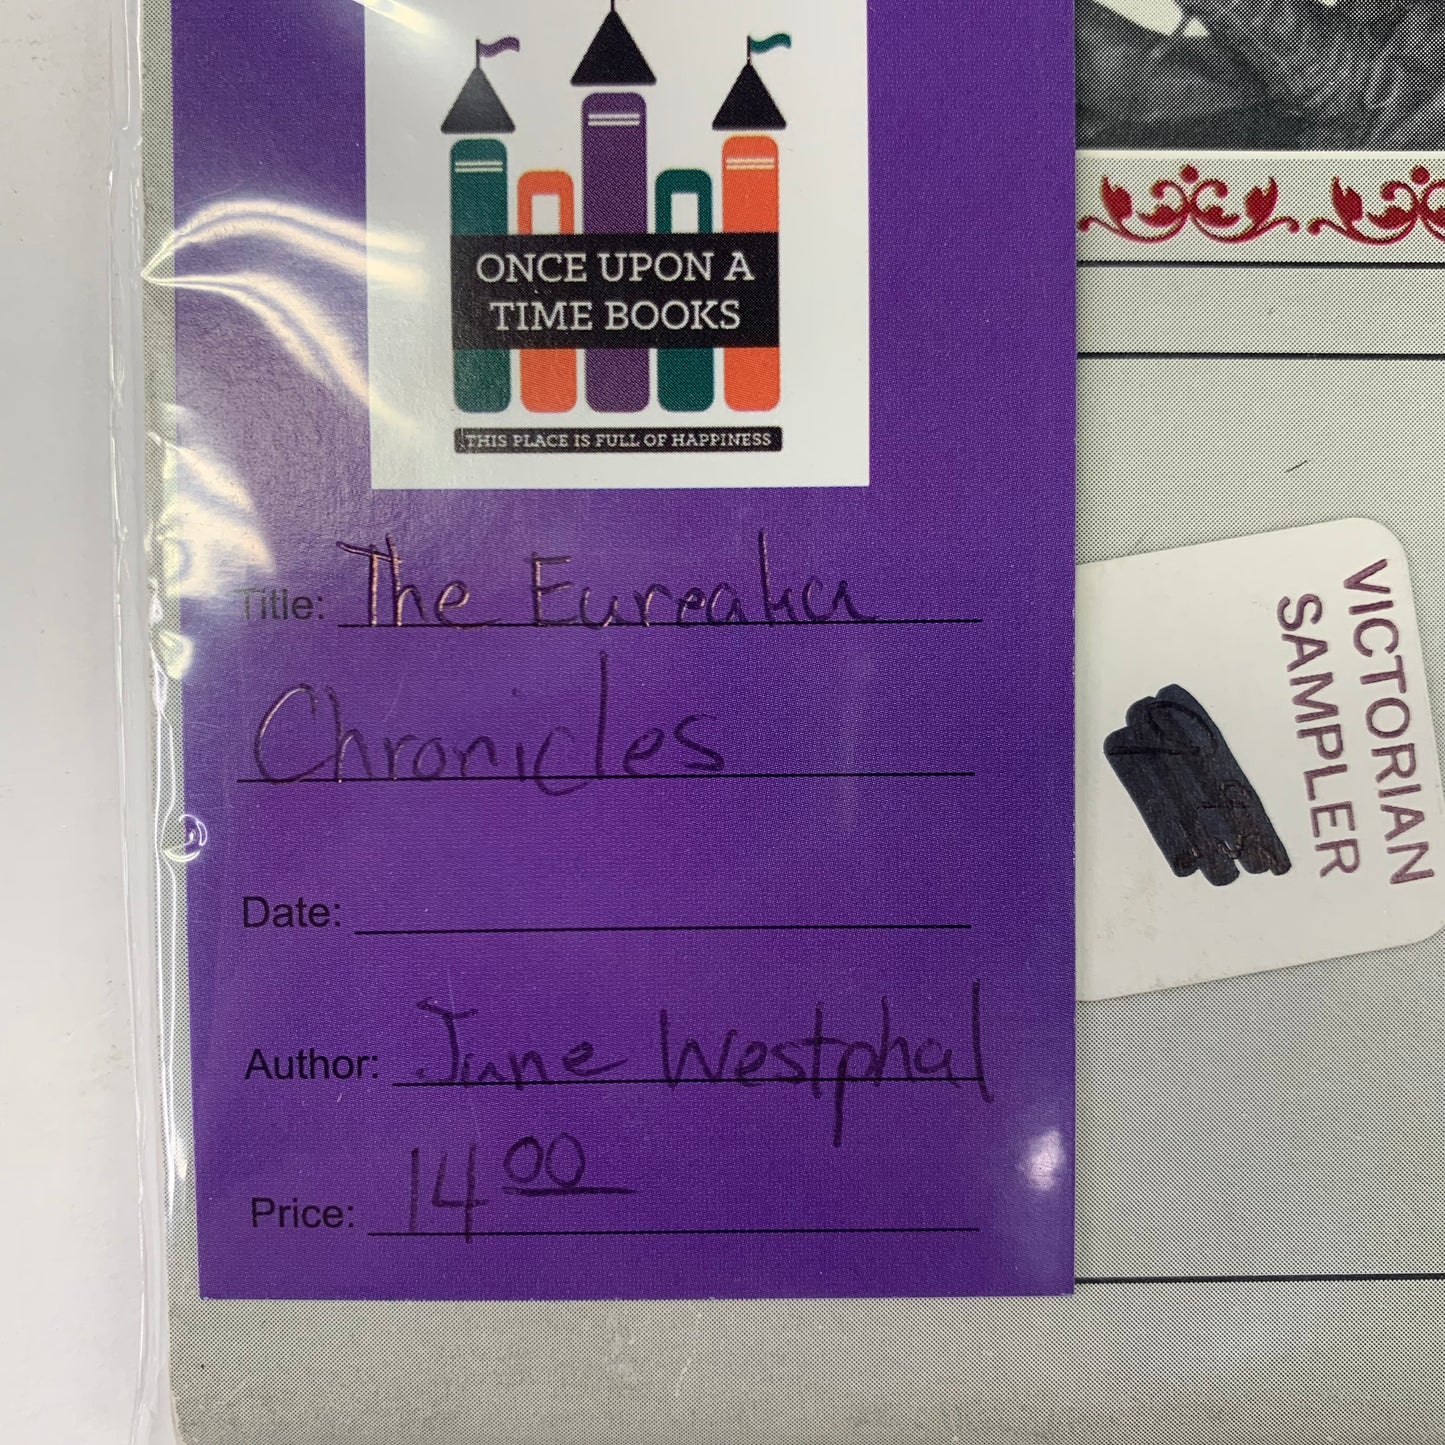 ONCE UPON A
TIME BOOKS
THIS PLACE IS FULL OF HAPPINESS
Title: The Eureaka
Chronicles
Date:
Author: June Westphal
Price: 14 00
VICTORIAN
SAMPLER